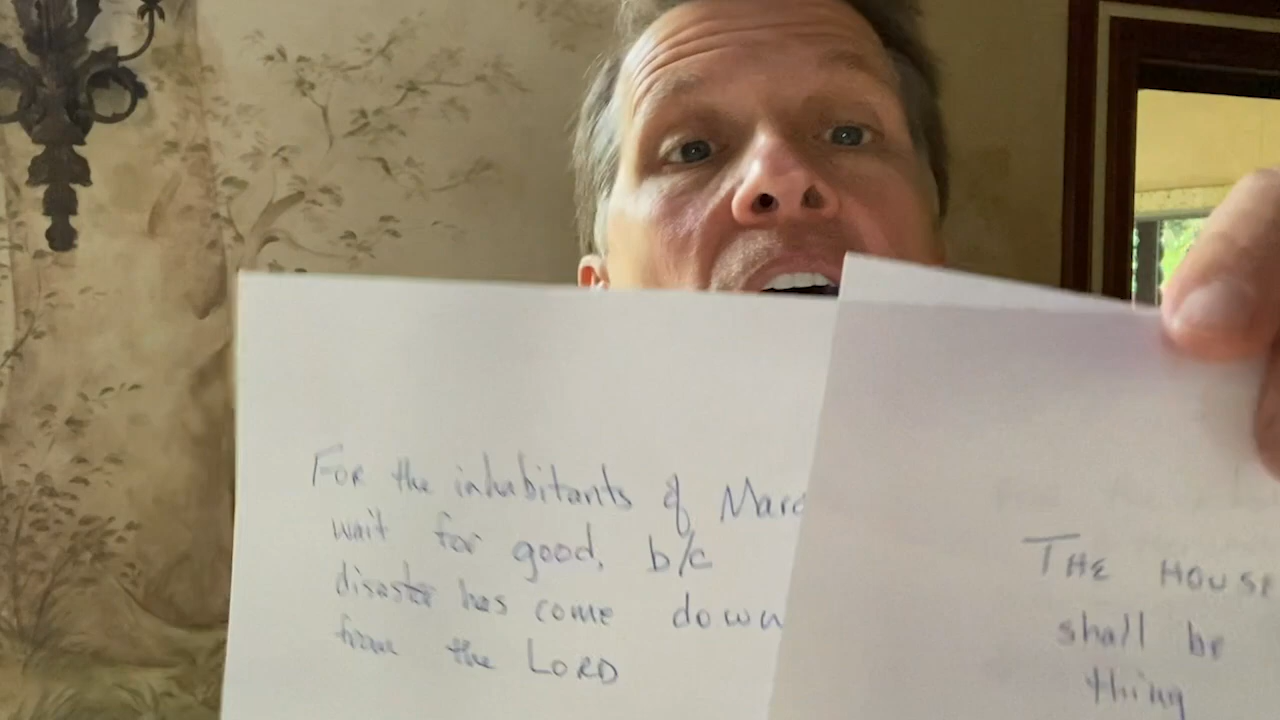 For the inhabitants of Maro
wait for good, b/c
disaster has come down
from the LORD
THE HOUSE
shall be
thing